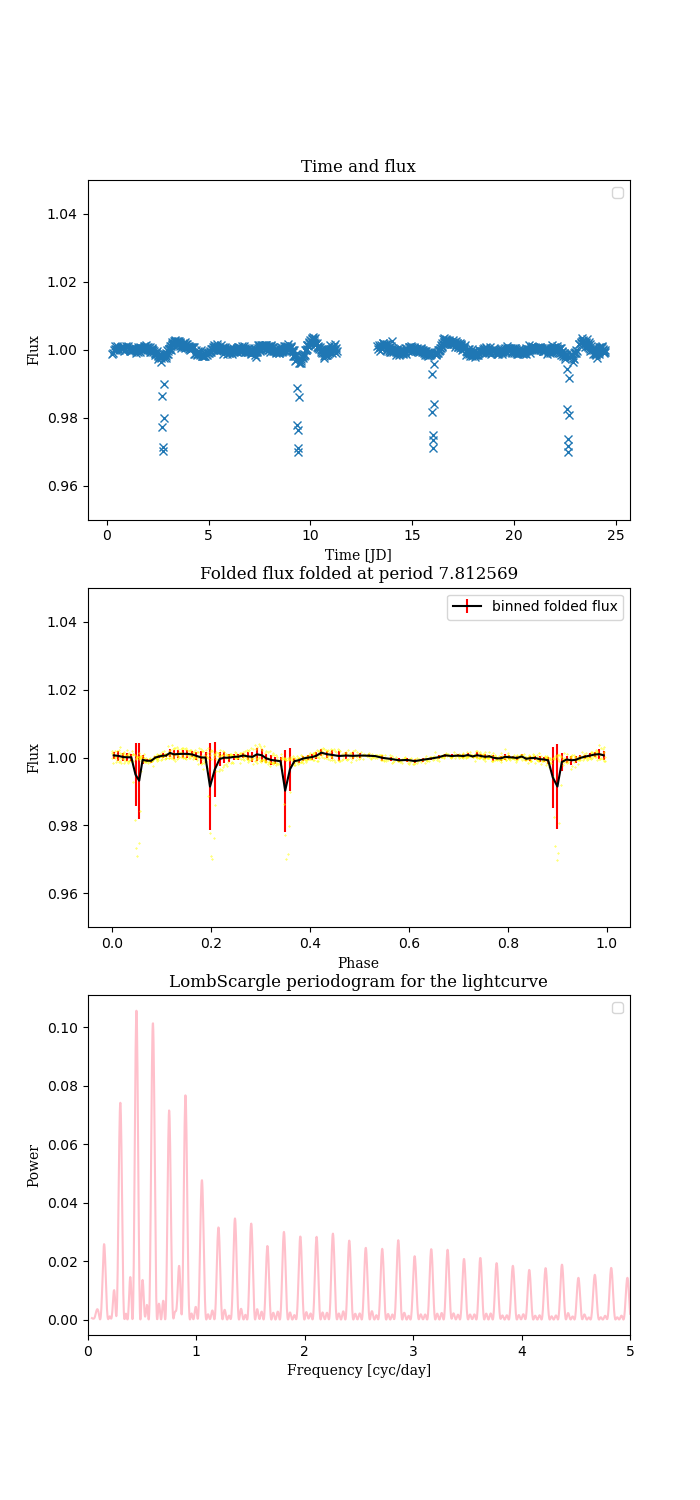 Time and flux
1.04
1.02
1.00
0.98
0.96
Flux
0 5 10 15 20 25
Time [JD]
Folded flux folded at period 7.812569
binned folded flux
1.04
1.02
1.00
0.98
0.96
Flux
0.0 0.2 0.4 0.6 0.8 1.0
Phase
LombScargle periodogram for the lightcurve
0.10
0.08
0.06
0.04
0.02
0.00
Power
0 1 2 3 4 5
Frequency [cyc/day]